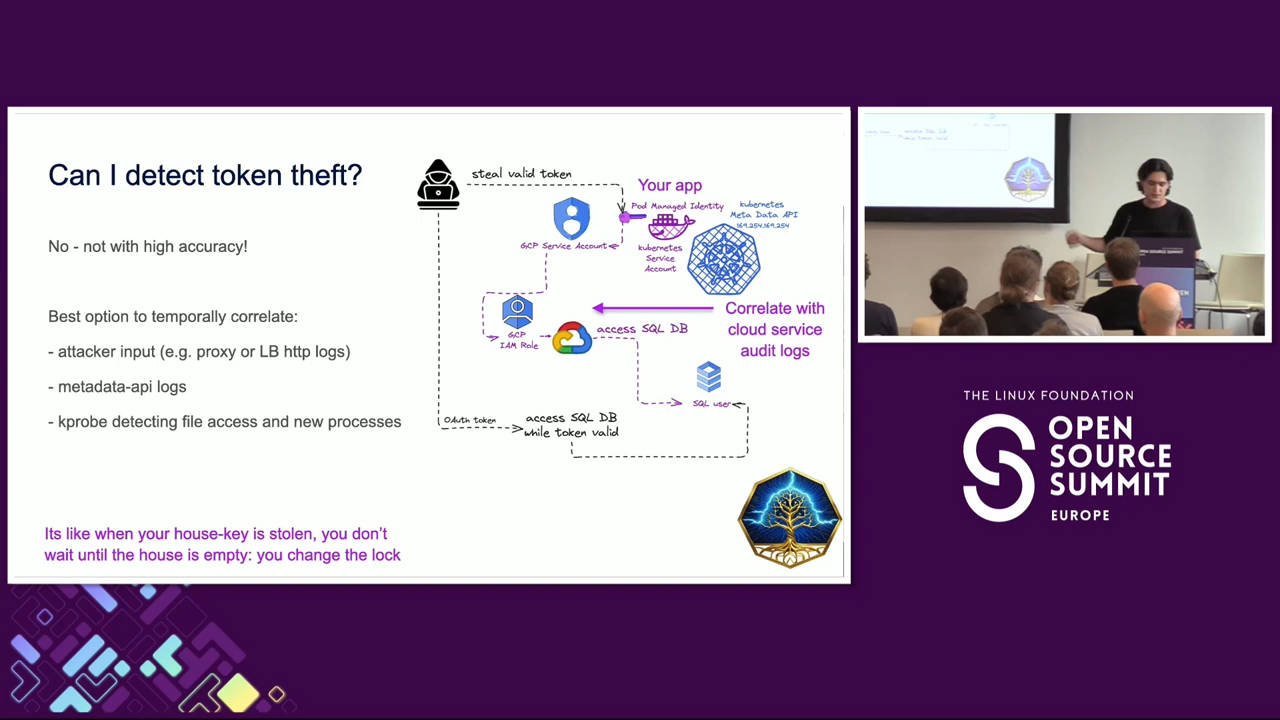 Can I detect token theft?
No - not with high accuracy!
Best option to temporally correlate:
- attacker input (e.g. proxy or LB http logs)
- metadata-api logs
- kprobe detecting file access and new processes
Its like when your house-key is stolen, you don't
wait until the house is empty: you change the lock
steal valid token
Your app
Pod Managed Identity
kubernetes
Meta Data API
169.254.169.254
GCP Service Account
kubernetes
Service
Account
GCP
IAM Role
access SQL DB
Correlate with
cloud service
audit logs
SQL user
OAuth token
access SQL DB
while token valid
THE LINUX FOUNDATION
OPEN
SOURCE
SUMMIT
EUROPE
OPEN SOURCE SUMMIT